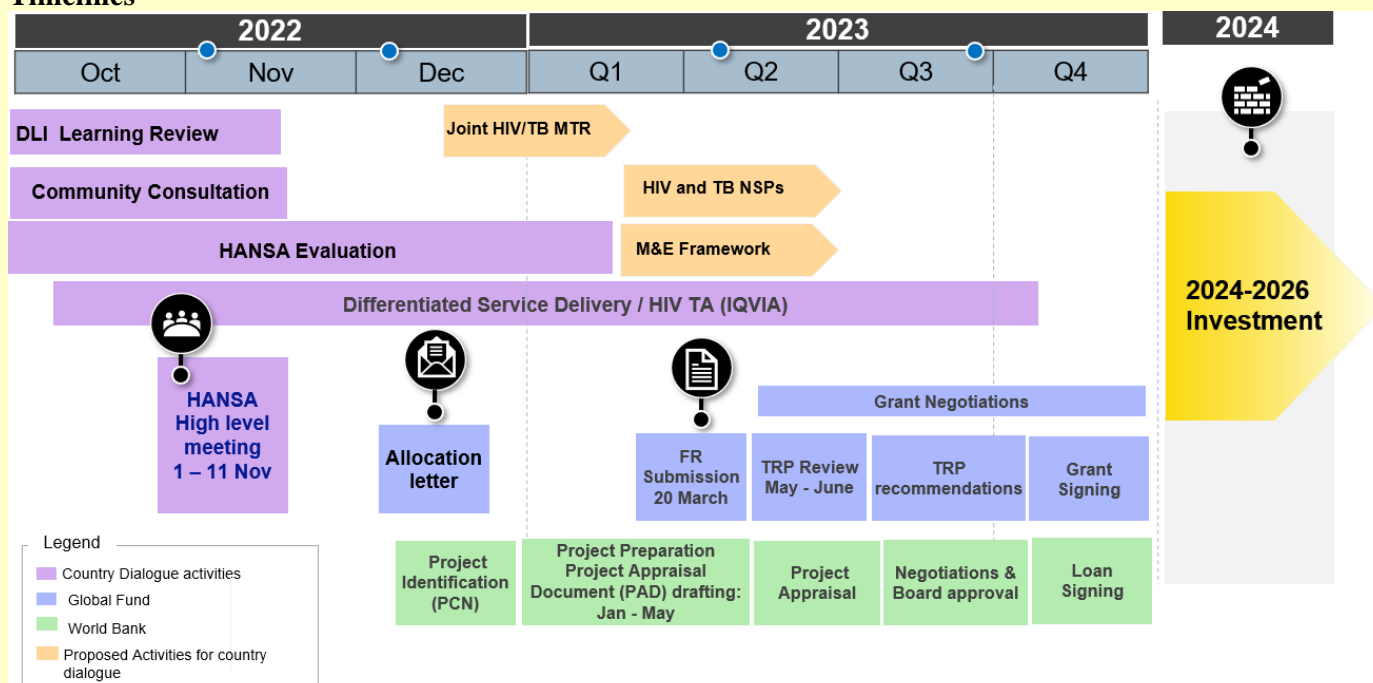 Timelines
2022
2023
2024
Oct
Nov
Dec
Q1
Q2
Q3
Q4
DLI Learning Review
Joint HIV/TB MTR
Community Consultation
HIV and TB NSPs
HANSA Evaluation
M&E Framework
Differentiated Service Delivery / HIV TA (IQVIA)
2024-2026
Investment
HANSA
High level
meeting
1 – 11 Nov
Allocation
letter
Grant Negotiations
FR
Submission
20 March
TRP Review
May - June
TRP
recommendations
Grant
Signing
Project
Identification
(PCN)
Project Preparation
Project Appraisal
Document (PAD) drafting:
Jan - May
Project
Appraisal
Negotiations &
Board approval
Loan
Signing
Legend
Country Dialogue activities
Global Fund
World Bank
Proposed Activities for country
dialogue